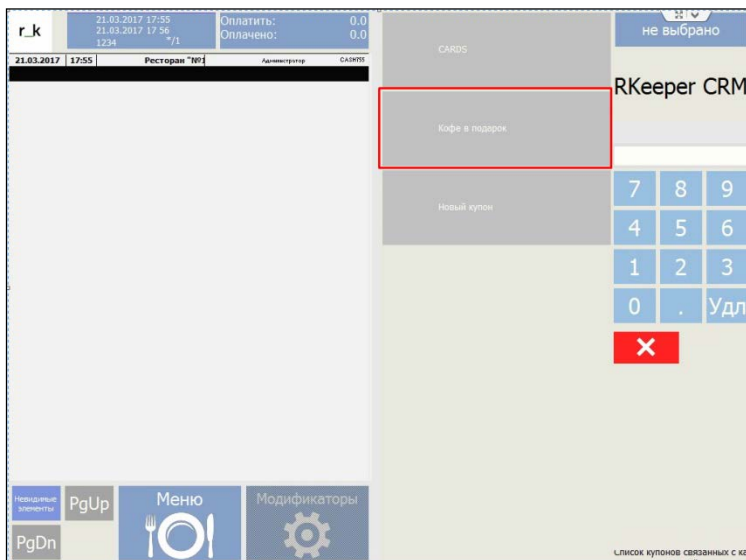 r_k
21.03.2017 17:55
21.03.2017 17 56
1234 "/1
Оплатить: 0.0
Оплачено: 0.0
21.03.2017 17:55 Ресторан "№1 Администратор CASH755
CARDS
Кофе в подарок
Новый купон
не выбрано
RKeeper CRM
7 8 9
4 5 6
1 2 3
0 . Удл
Невидимые
элементы
PgUp
Меню
Модификаторы
PgDn
Список купонов связанных с ка